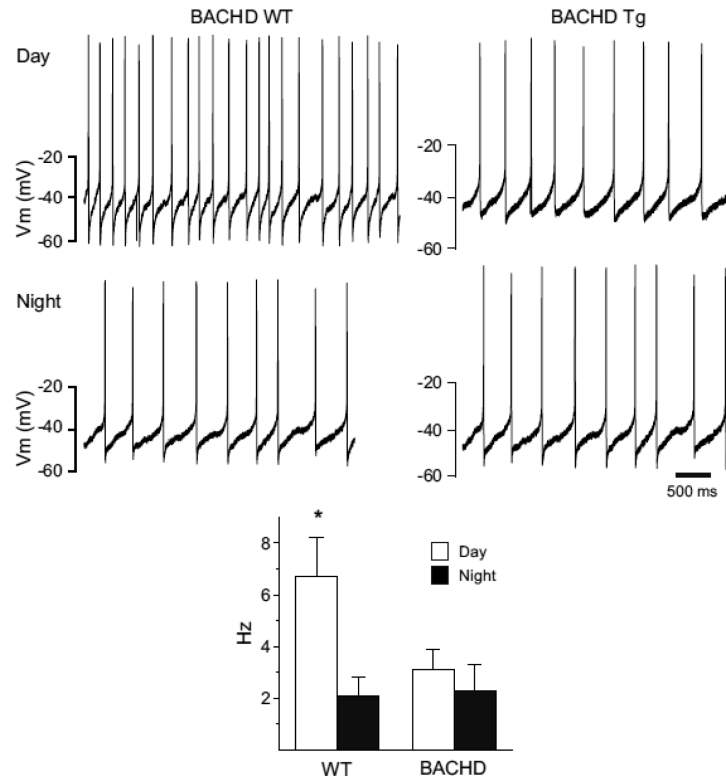 BACHD WT
BACHD Tg
Day
Vm (mV)
-20
-40
-60
-20
-40
-60
Night
Vm (mV)
-20
-40
-60
-20
-40
-60
500 ms
*
Hz
8
6
4
2
Day
Night
WT
BACHD